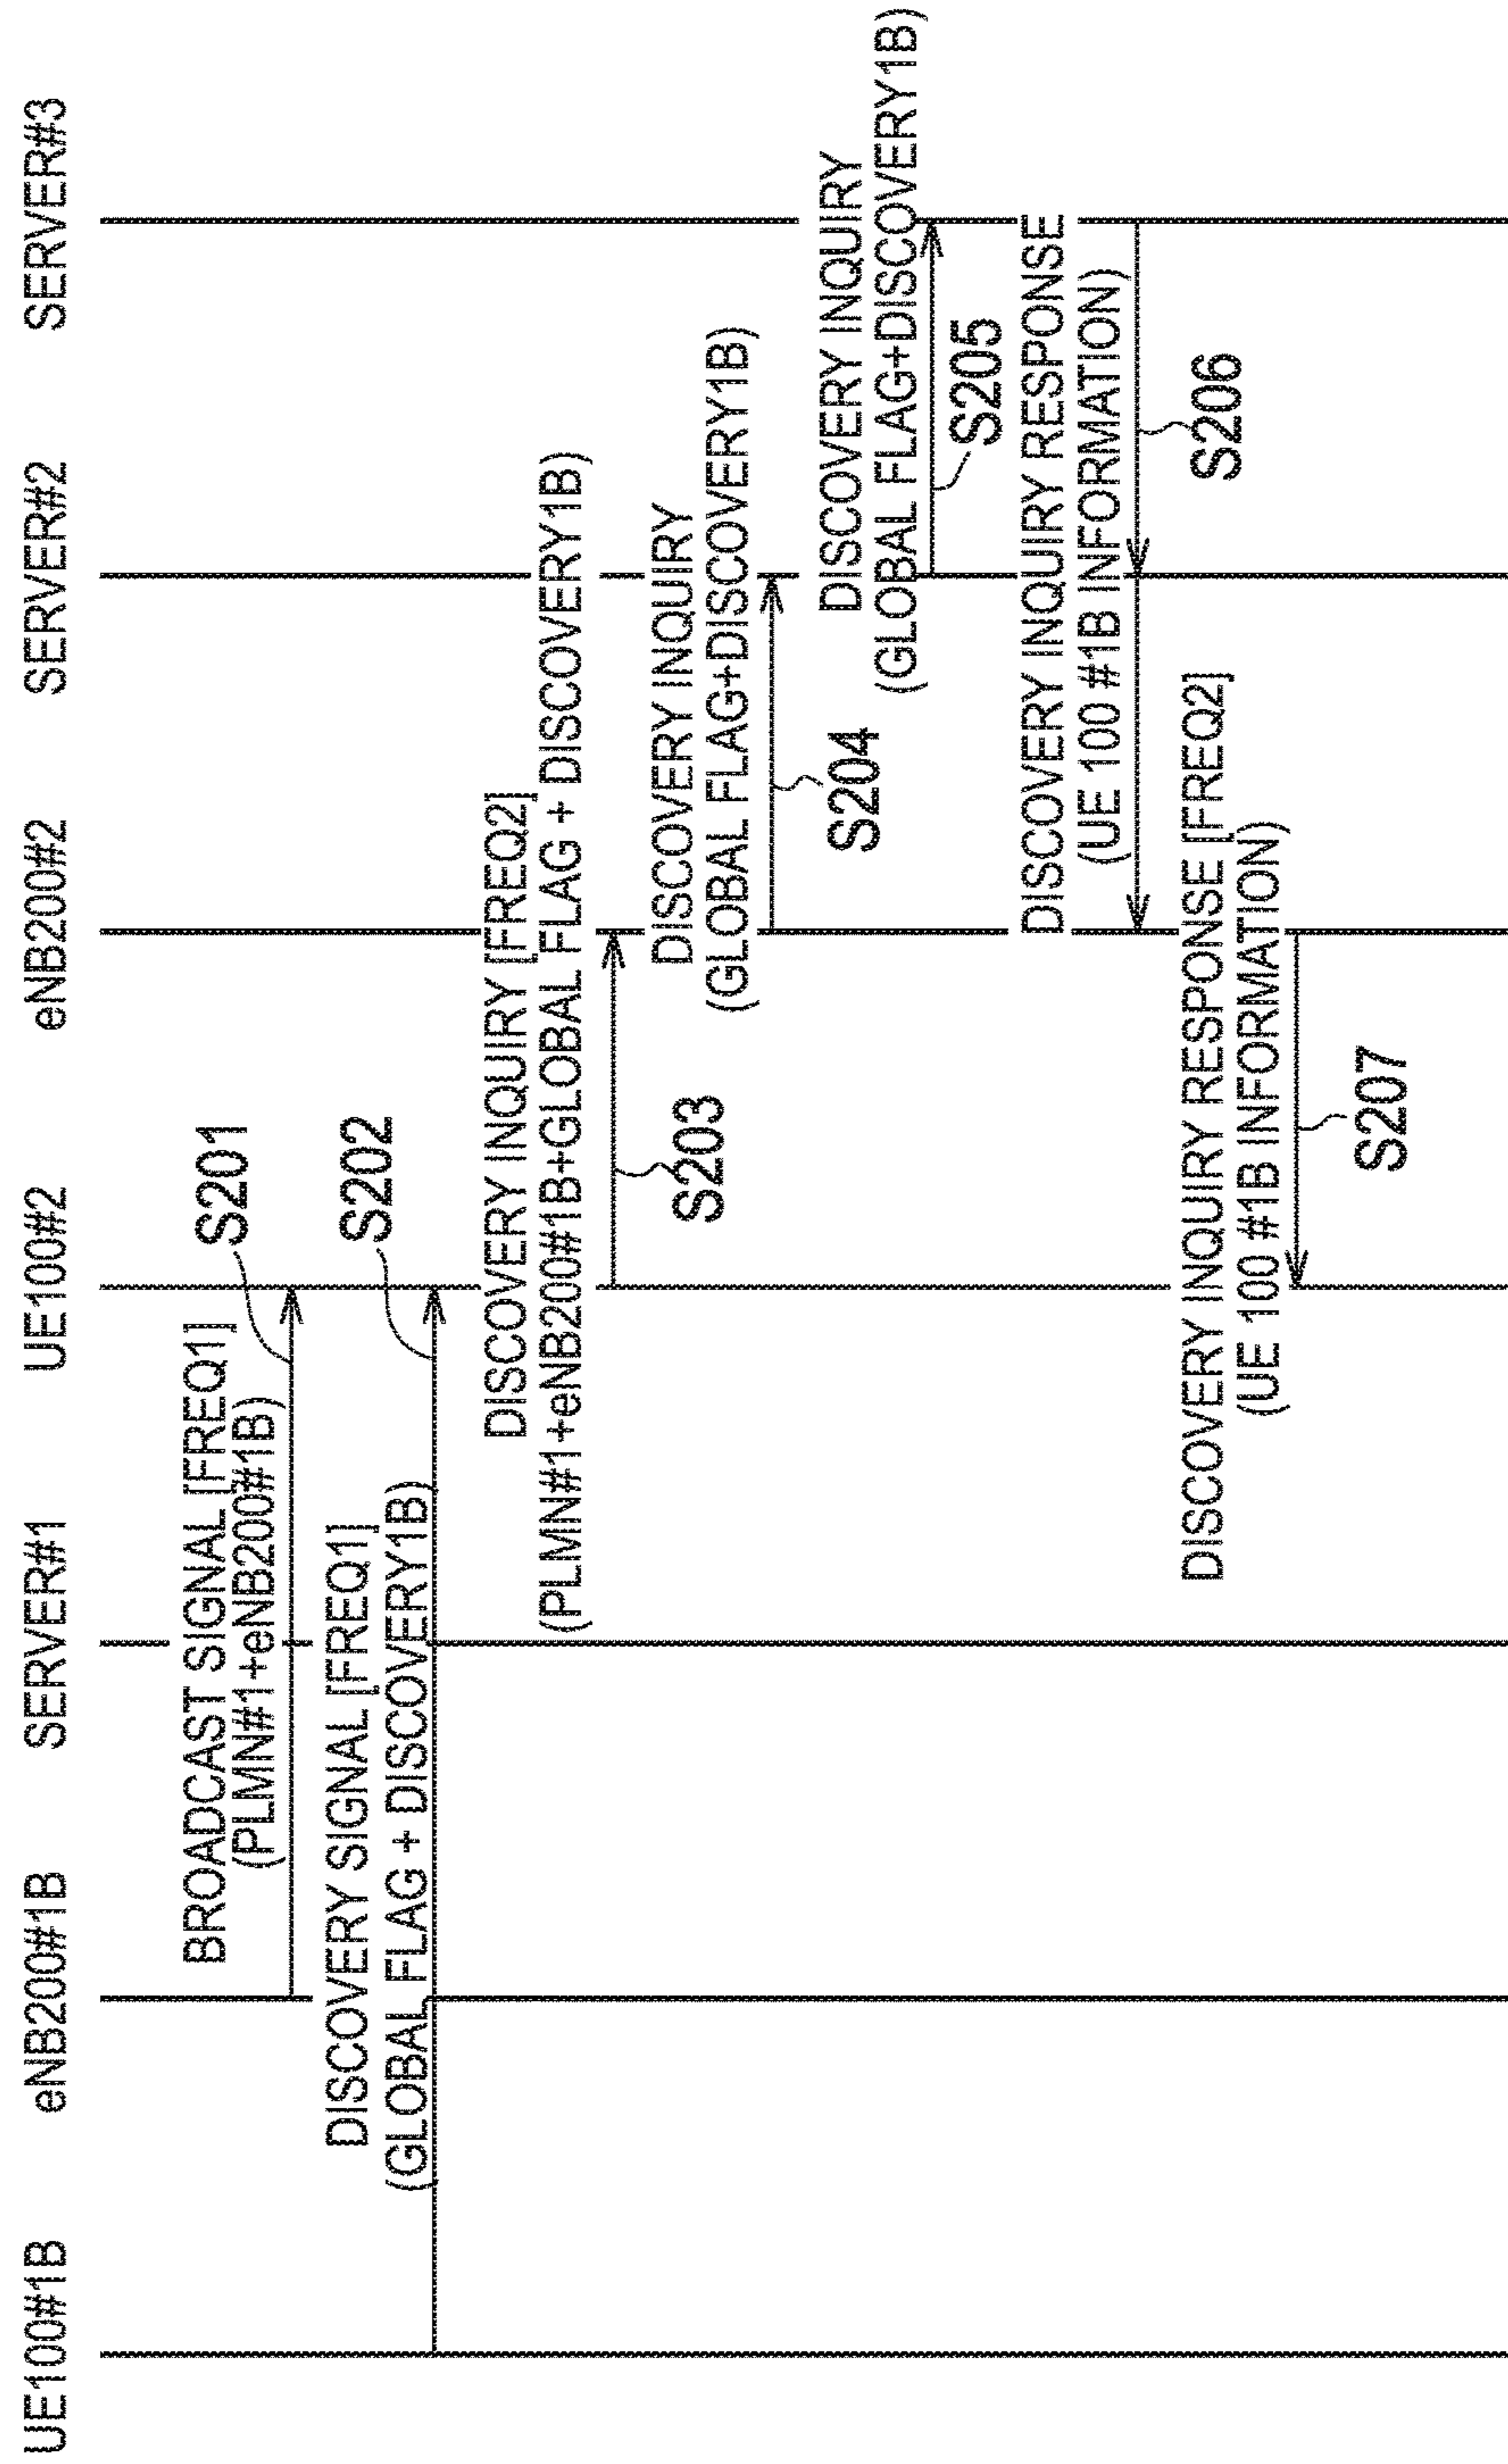 UE100#1B
eNB200#1B
SERVER#1
UE100#2
eNB200#2
SERVER#2
SERVER#3
BROADCAST SIGNAL [FREQ1]
(PLMN#1+eNB200#1B)
S201
DISCOVERY SIGNAL [FREQ1]
(GLOBAL FLAG + DISCOVERY1B)
S202
DISCOVERY INQUIRY [FREQ2]
(PLMN#1+eNB200#1B+GLOBAL FLAG + DISCOVERY1B)
S203
DISCOVERY INQUIRY
(GLOBAL FLAG+DISCOVERY1B)
S204
DISCOVERY INQUIRY
(GLOBAL FLAG+DISCOVERY1B)
S205
DISCOVERY INQUIRY RESPONSE
(UE 100 #1B INFORMATION)
S206
DISCOVERY INQUIRY RESPONSE [FREQ2]
(UE 100 #1B INFORMATION)
S207